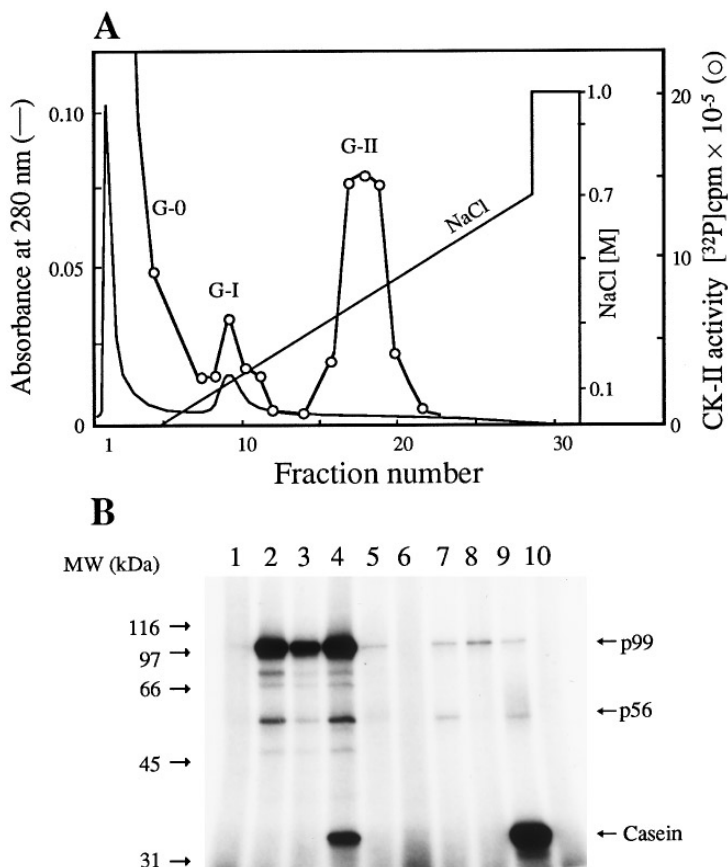 A
Absorbance at 280 nm (—)
0.10
0.05
0
G-0
G-I
G-II
NaCl
1.0
0.7
0.1
NaCl [M]
20
10
0
CK-II activity [³²P]cpm × 10⁻⁵ (○)
1 10 20 30
Fraction number
B
MW (kDa)
1 2 3 4 5 6 7 8 9 10
116 →
97 →
66 →
45 →
31 →
← p99
← p56
← Casein